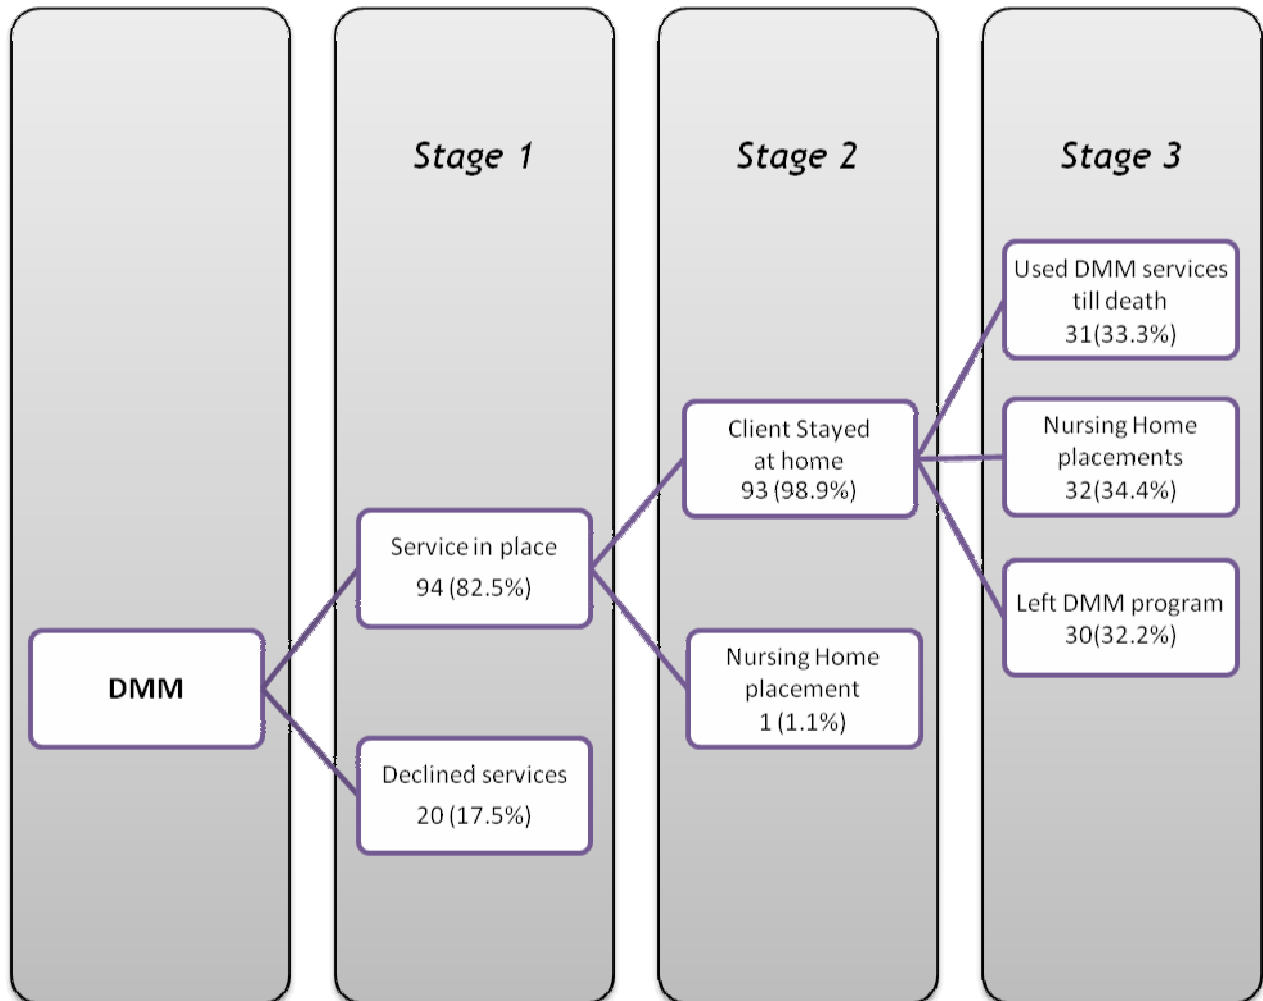 DMM
Stage 1
Service in place
94 (82.5%)
Declined services
20 (17.5%)
Stage 2
Client Stayed
at home
93 (98.9%)
Nursing Home
placement
1 (1.1%)
Stage 3
Used DMM services
till death
31(33.3%)
Nursing Home
placements
32(34.4%)
Left DMM program
30(32.2%)